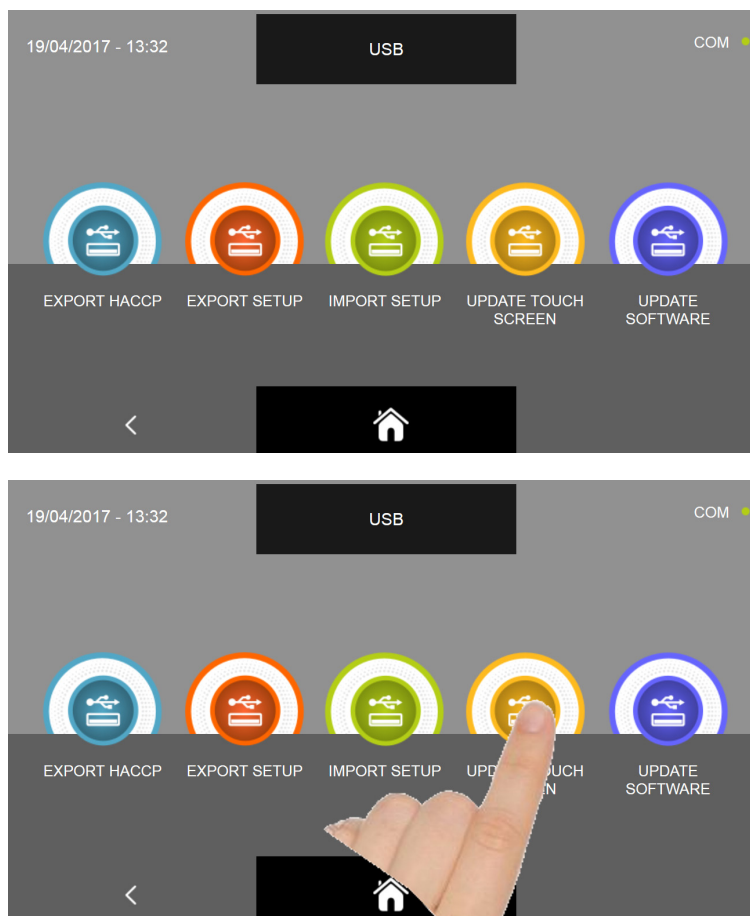 19/04/2017 - 13:32
USB
COM
EXPORT HACCP
EXPORT SETUP
IMPORT SETUP
UPDATE TOUCH
SCREEN
UPDATE
SOFTWARE
19/04/2017 - 13:32
USB
COM
EXPORT HACCP
EXPORT SETUP
IMPORT SETUP
UPDATE
SOFTWARE